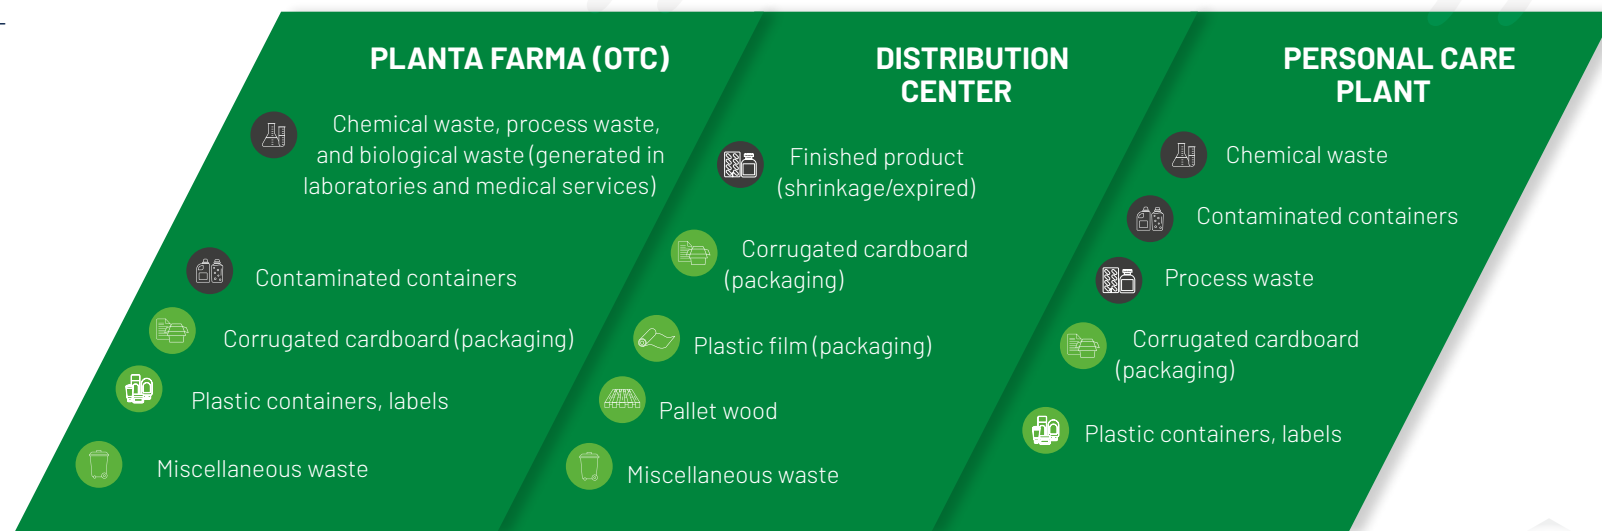 PLANTA FARMA (OTC)
Chemical waste, process waste,
and biological waste (generated in
laboratories and medical services)
Contaminated containers
Corrugated cardboard (packaging)
Plastic containers, labels
Miscellaneous waste
DISTRIBUTION
CENTER
Finished product
(shrinkage/expired)
Corrugated cardboard
(packaging)
Plastic film (packaging)
Pallet wood
Miscellaneous waste
PERSONAL CARE
PLANT
Chemical waste
Contaminated containers
Process waste
Corrugated cardboard
(packaging)
Plastic containers, labels